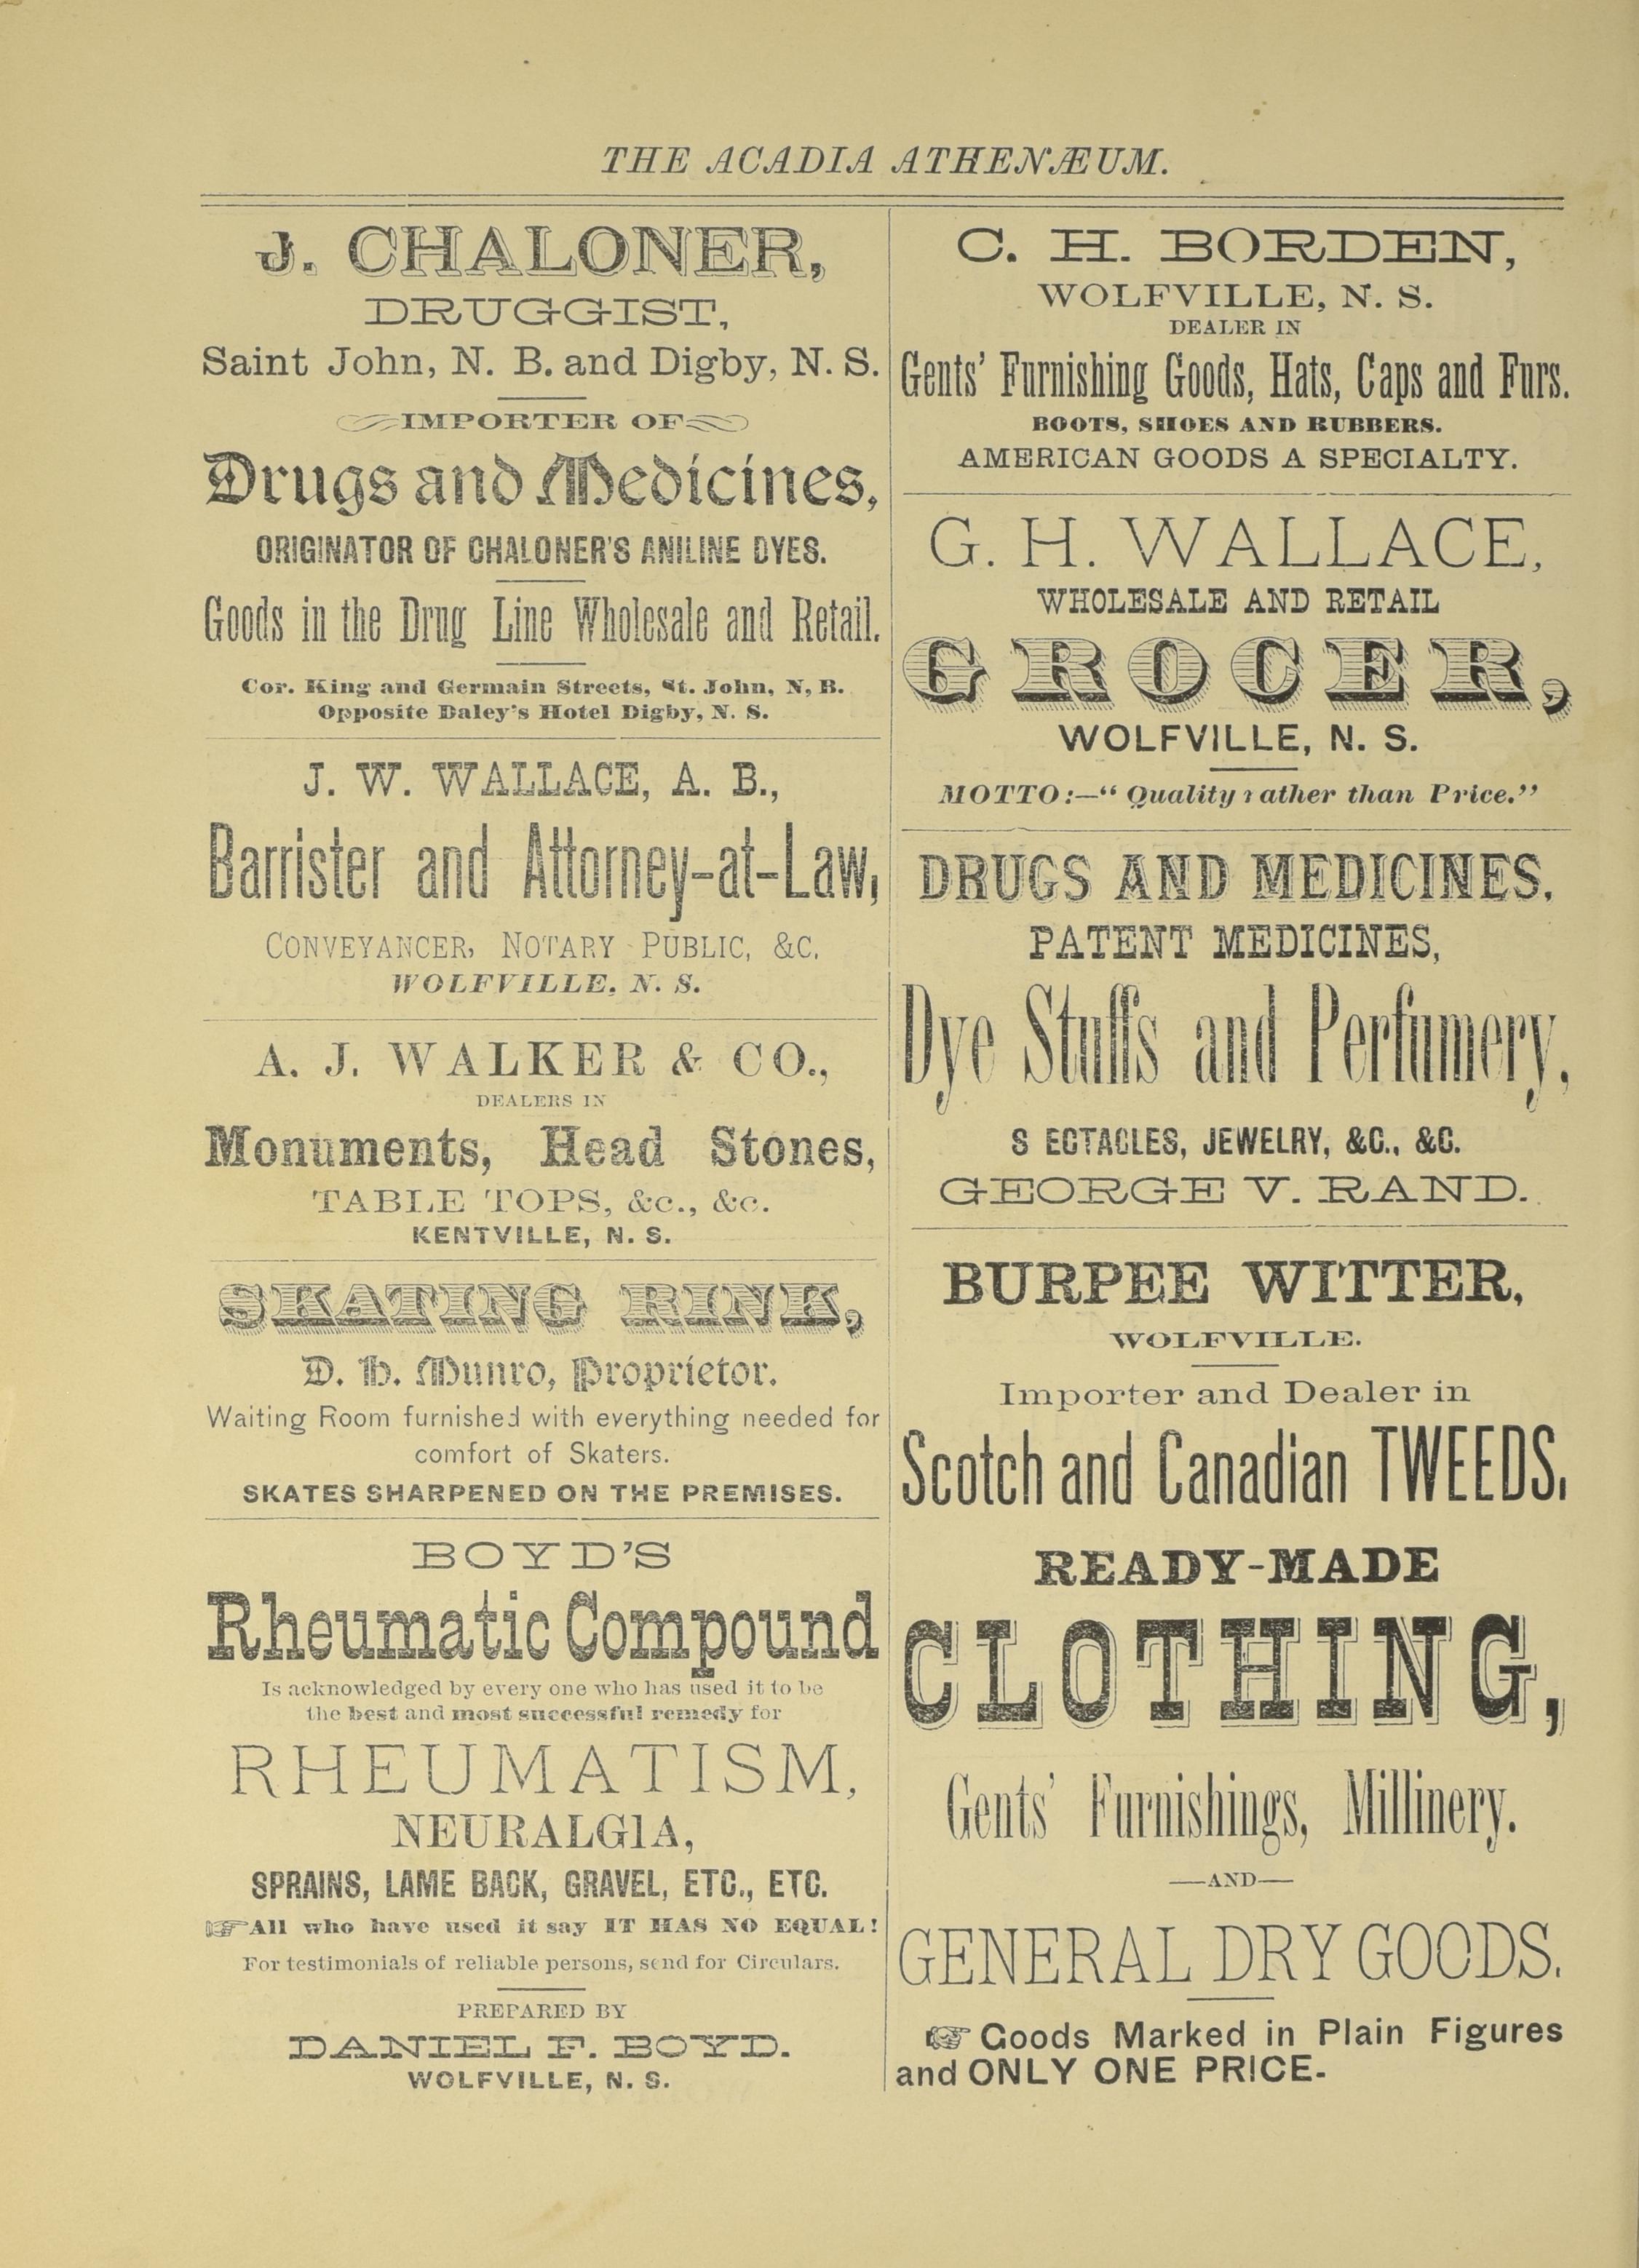 THE ACADIA ATHENÆUM.
J. CHALONER,
DRUGGIST,
Saint John, N. B. and Digby, N. S.
IMPORTER OF
Drugs and Medicines,
ORIGINATOR OF CHALONER'S ANILINE DYES.
Goods in the Drug Line Wholesale and Retail.
Cor. King and Germain Streets, St. John, N, B.
Opposite Daley's Hotel Digby, N. S.
J. W. WALLACE, A. B.,
Barrister and Attorney-at-Law,
CONVEYANCER, NOTARY PUBLIC, &C,
WOLFVILLE, N. S.
A. J. WALKER & CO.,
DEALERS IN
Monuments, Head Stones,
TABLE TOPS, &c., &c.
KENTVILLE, N. S.
SKATING RINK,
D. H. Munro, Proprietor.
Waiting Room furnished with everything needed for
comfort of Skaters.
SKATES SHARPENED ON THE PREMISES.
BOYD'S
Rheumatic Compound
Is acknowledged by every one who has used it to be
the best and most successful remedy for
RHEUMATISM,
NEURALG1A,
SPRAINS, LAME BACK, GRAVEL, ETC., ETC.
☞All who have used it say IT HAS NO EQUAL!
For testimonials of reliable persons, send for Circulars.
PREPARED BY
DANIEL F. BOYD.
WOLFVILLE, N. S.
C. H. BORDEN,
WOLFVILLE, N. S.
DEALER IN
Gents' Furnishing Goods, Hats, Caps and Furs.
BOOTS, SHOES AND RUBBERS.
AMERICAN GOODS A SPECIALTY.
G. H. WALLACE,
WHOLESALE AND RETAIL
GROCER,
WOLFVILLE, N. S.
MOTTO:—"Quality rather than Price."
DRUGS AND MEDICINES,
PATENT MEDICINES,
Dye Stuffs and Perfumery,
S ECTACLES, JEWELRY, &C., &C.
GEORGE V. RAND.
BURPEE WITTER,
WOLFVILLE.
Importer and Dealer in
Scotch and Canadian TWEEDS,
READY-MADE
CLOTHING,
Gents' Furnishings, Millinery.
—AND—
GENERAL DRY GOODS.
☞ Goods Marked in Plain Figures
and ONLY ONE PRICE-